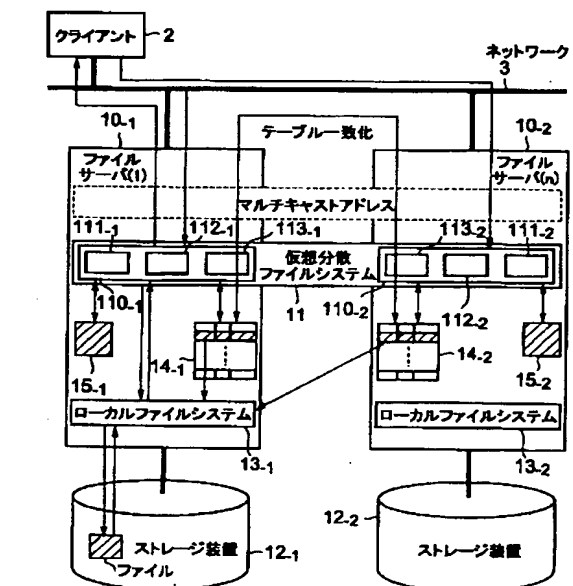 クライアント
2
ネットワーク
3
10-1
10-2
テーブル一致化
ファイル
サーバ(1)
ファイル
サーバ(n)
マルチキャストアドレス
111-1
112-1
113-1
113-2
111-2
仮想分散
ファイルシステム
110-1
11
110-2
112-2
14-1
14-2
15-1
15-2
ローカルファイルシステム
ローカルファイルシステム
13-1
13-2
ストレージ装置
12-1
12-2
ストレージ装置
ファイル